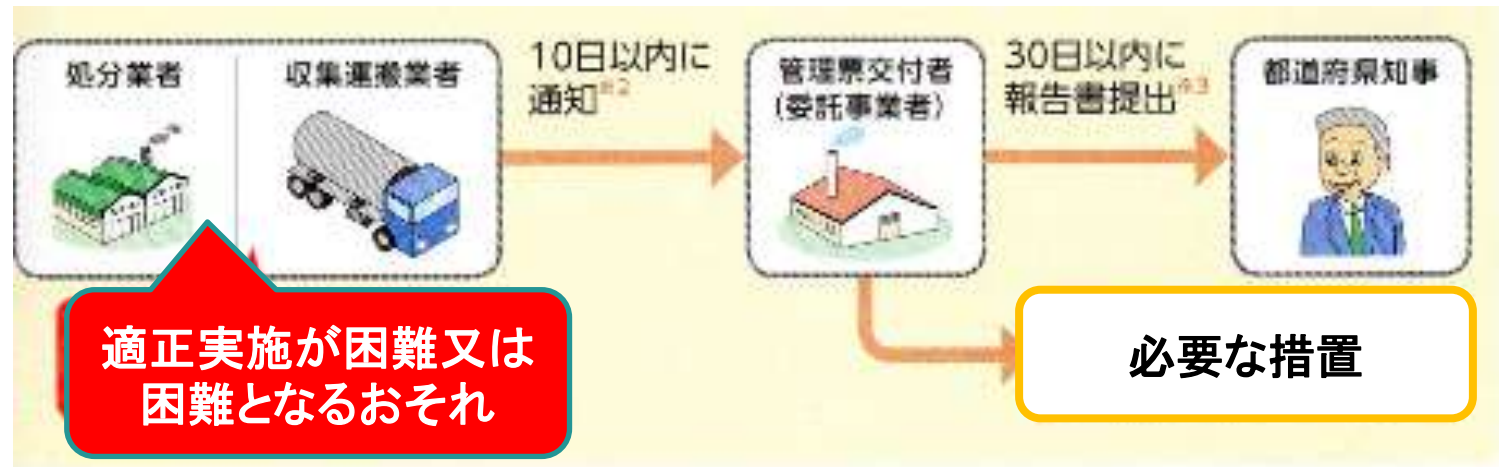 処分業者
収集運搬業者
10日以内に
通知※2
管理票交付者
(委託事業者)
30日以内に
報告書提出※3
都道府県知事
適正実施が困難又は
困難となるおそれ
必要な措置